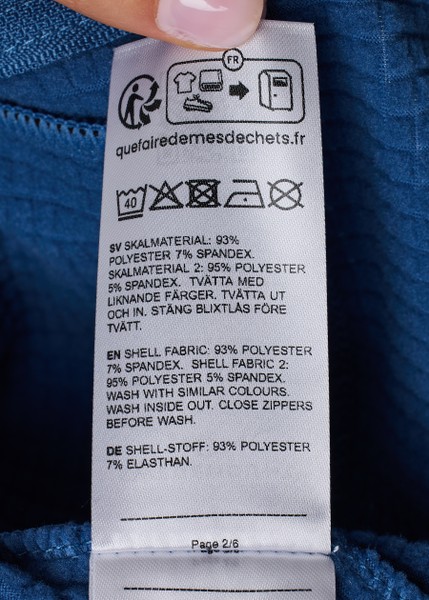 FR
quefairedemesdechets.fr
40
SV SKALMATERIAL: 93%
POLYESTER 7% SPANDEX.
SKALMATERIAL 2: 95% POLYESTER
5% SPANDEX. TVÄTTA MED
LIKNANDE FÄRGER. TVÄTTA UT
OCH IN. STÄNG BLIXTLÅS FÖRE
TVÄTT.
EN SHELL FABRIC: 93% POLYESTER
7% SPANDEX. SHELL FABRIC 2:
95% POLYESTER 5% SPANDEX.
WASH WITH SIMILAR COLOURS.
WASH INSIDE OUT. CLOSE ZIPPERS
BEFORE WASH.
DE SHELL-STOFF: 93% POLYESTER
7% ELASTHAN.
Page 2/6